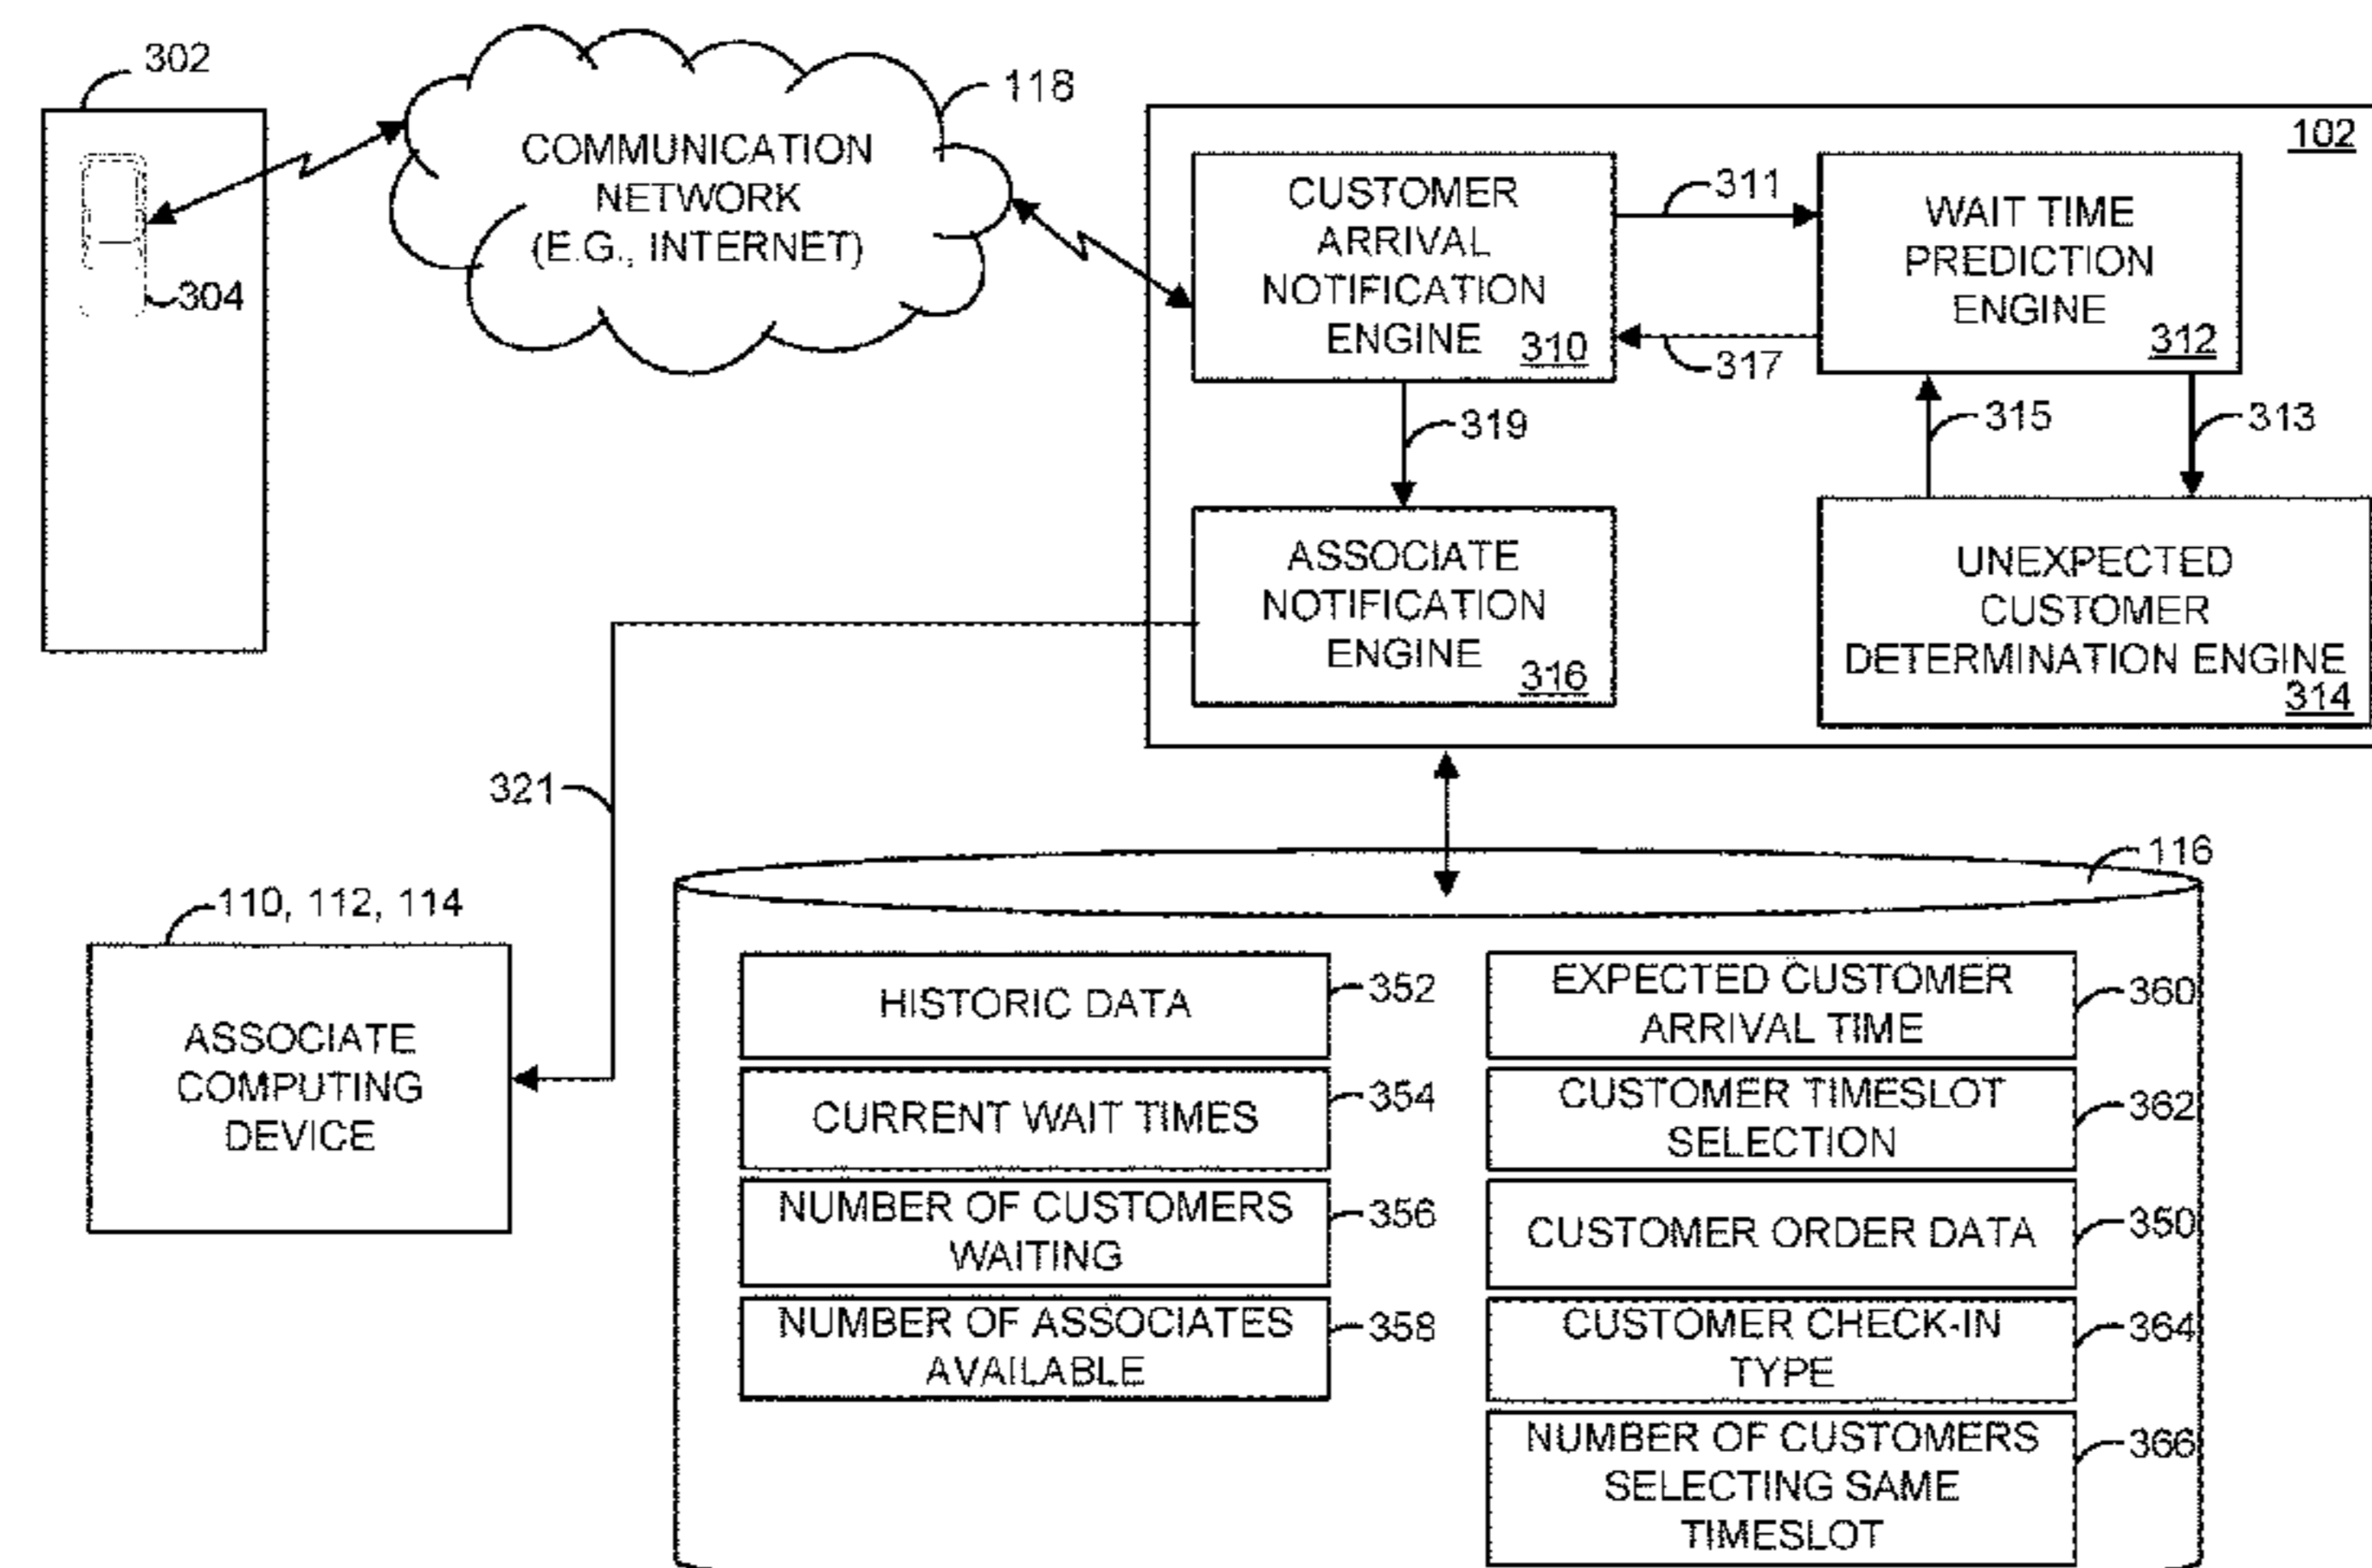 302
304
118
COMMUNICATION
NETWORK
(E.G., INTERNET)
102
CUSTOMER
ARRIVAL
NOTIFICATION
ENGINE
310
311
317
WAIT TIME
PREDICTION
ENGINE
312
319
315
313
ASSOCIATE
NOTIFICATION
ENGINE
316
UNEXPECTED
CUSTOMER
DETERMINATION ENGINE
314
321
116
110, 112, 114
ASSOCIATE
COMPUTING
DEVICE
HISTORIC DATA
352
CURRENT WAIT TIMES
354
NUMBER OF CUSTOMERS
WAITING
356
NUMBER OF ASSOCIATES
AVAILABLE
358
EXPECTED CUSTOMER
ARRIVAL TIME
360
CUSTOMER TIMESLOT
SELECTION
362
CUSTOMER ORDER DATA
350
CUSTOMER CHECK-IN
TYPE
364
NUMBER OF CUSTOMERS
SELECTING SAME
TIMESLOT
366